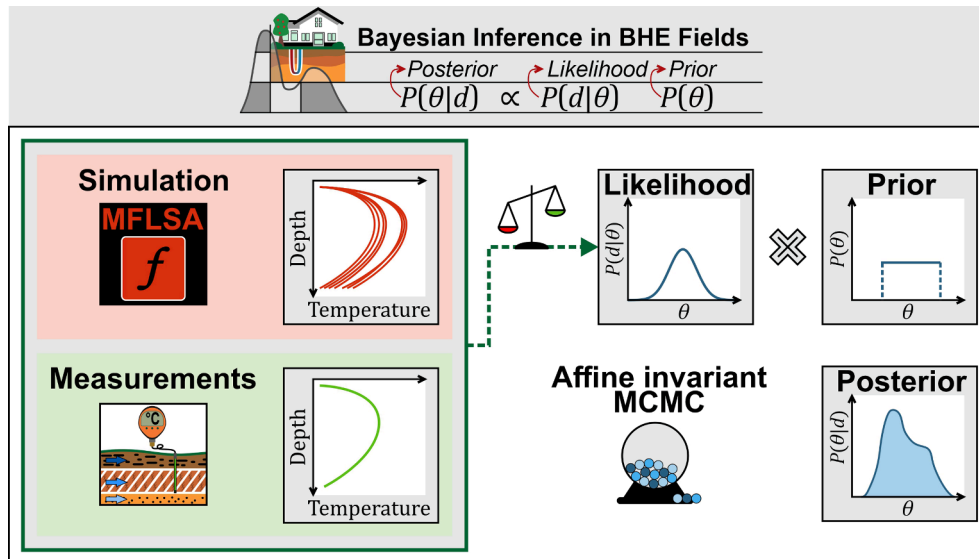 Bayesian Inference in BHE Fields
Posterior Likelihood Prior
P(θ|d) ∝ P(d|θ) P(θ)
Simulation
MFLSA
f
Depth
Temperature
Measurements
°C
Depth
Temperature
Likelihood
P(d|θ)
θ
Prior
P(θ)
θ
Affine invariant
MCMC
Posterior
P(θ|d)
θ